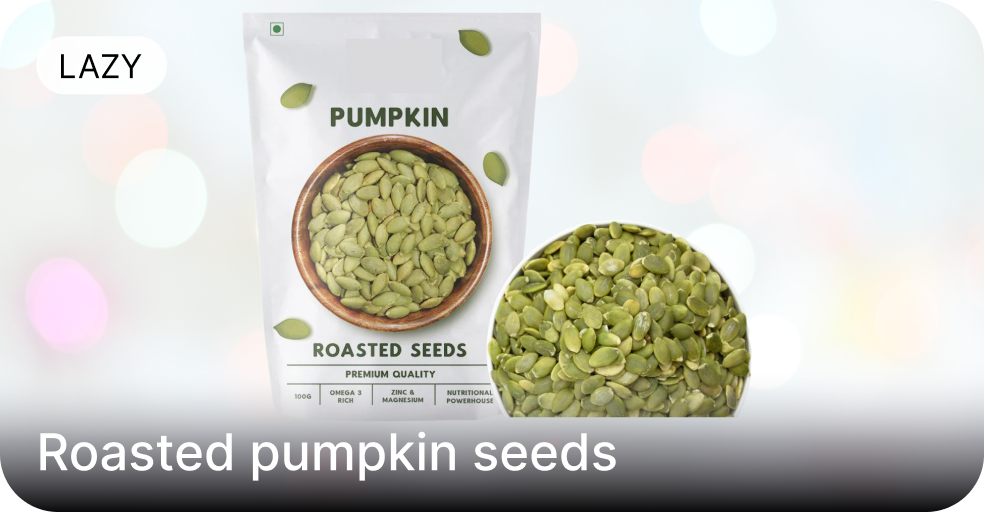 LAZY
PUMPKIN
ROASTED SEEDS
PREMIUM QUALITY
100G
OMEGA 3
RICH
ZINC &
MAGNESIUM
NUTRITIONAL
POWERHOUSE
Roasted pumpkin seeds